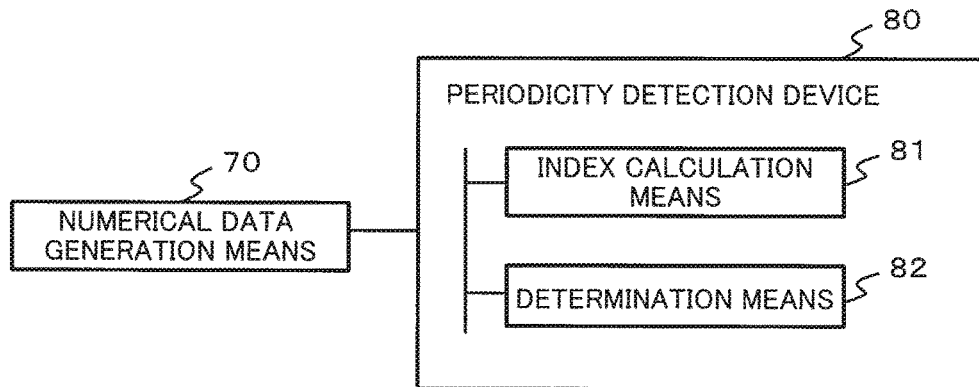 80
PERIODICITY DETECTION DEVICE
81
INDEX CALCULATION
MEANS
70
NUMERICAL DATA
GENERATION MEANS
82
DETERMINATION MEANS